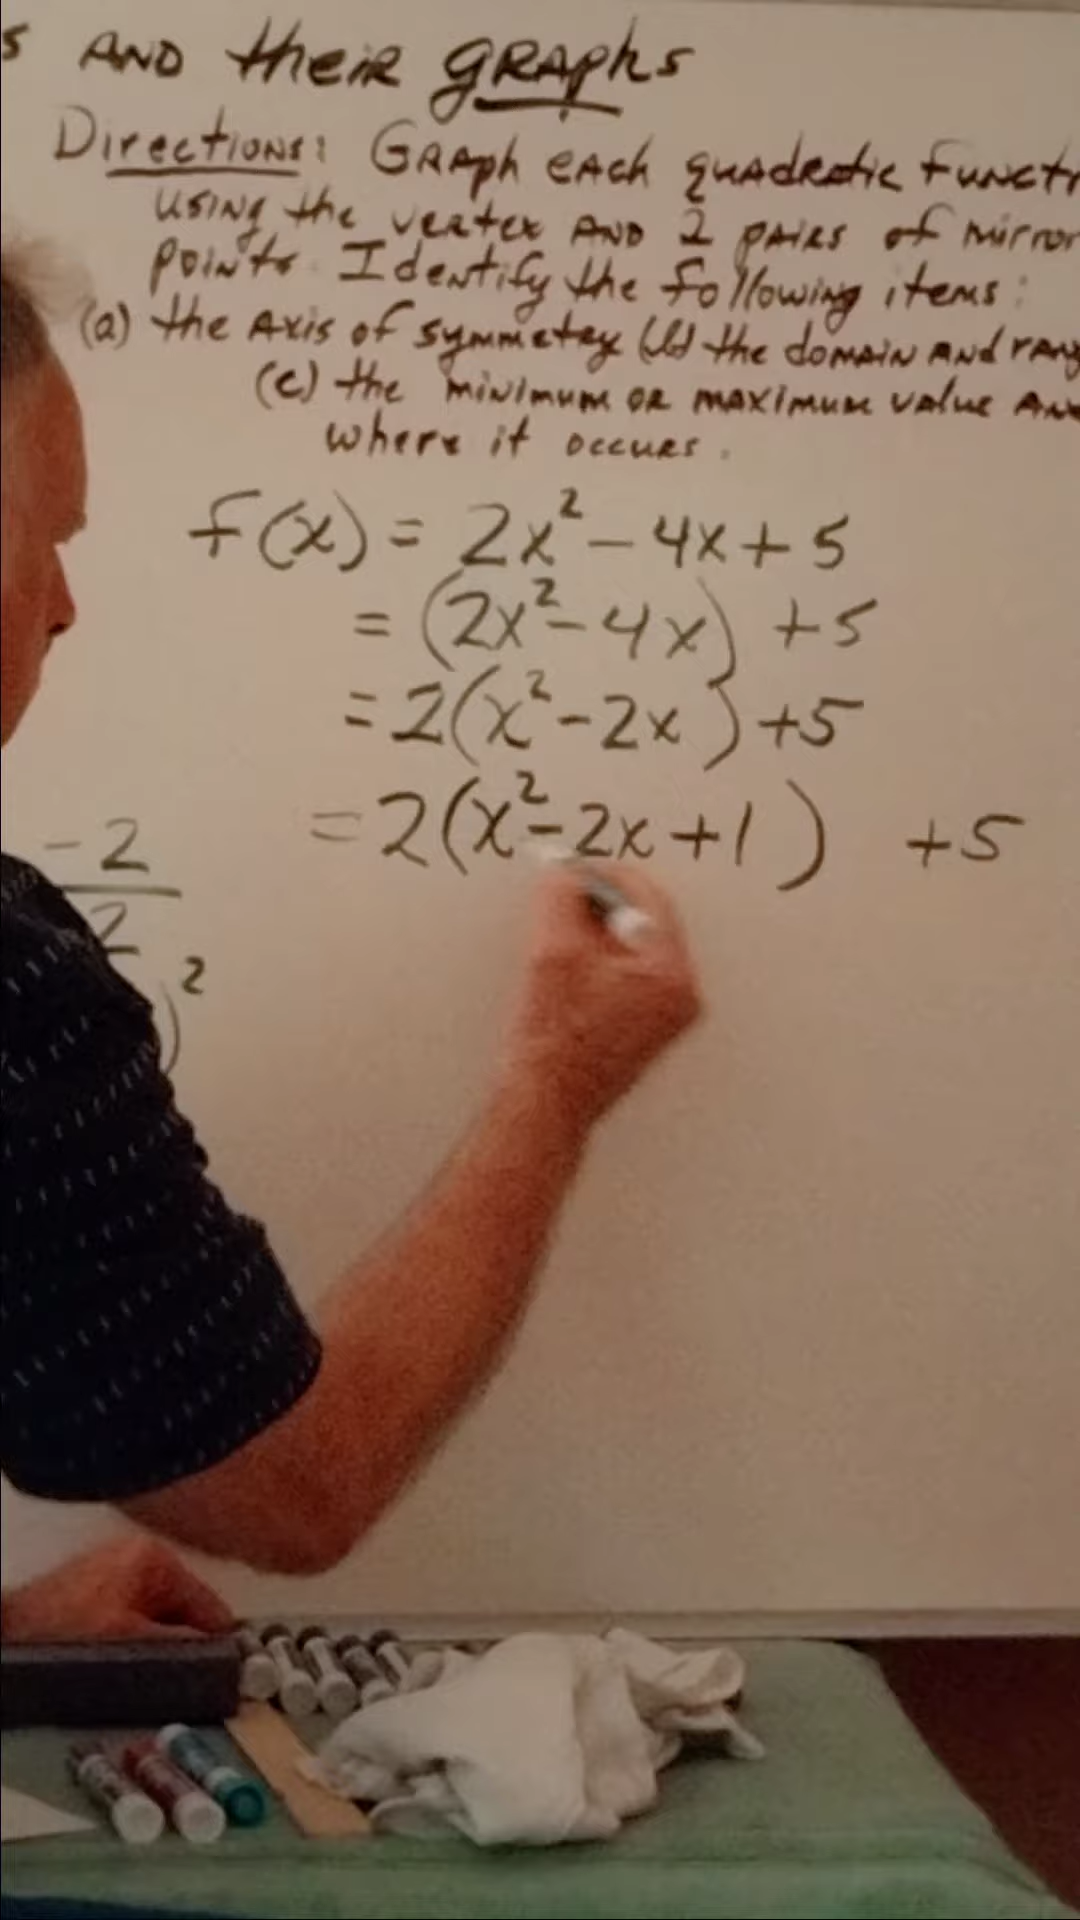 s AND their graphs
Directions: Graph each quadratic functi
using the vertex AND 2 pairs of mirror
points. Identify the following items:
(a) the axis of symmetry (b) the domain and rang
(c) the minimum or maximum value and
where it occurs.
f(x) = 2x² - 4x + 5
= (2x² - 4x) + 5
= 2(x² - 2x ) + 5
= 2(x² - 2x + 1 ) + 5
-2
2
)²